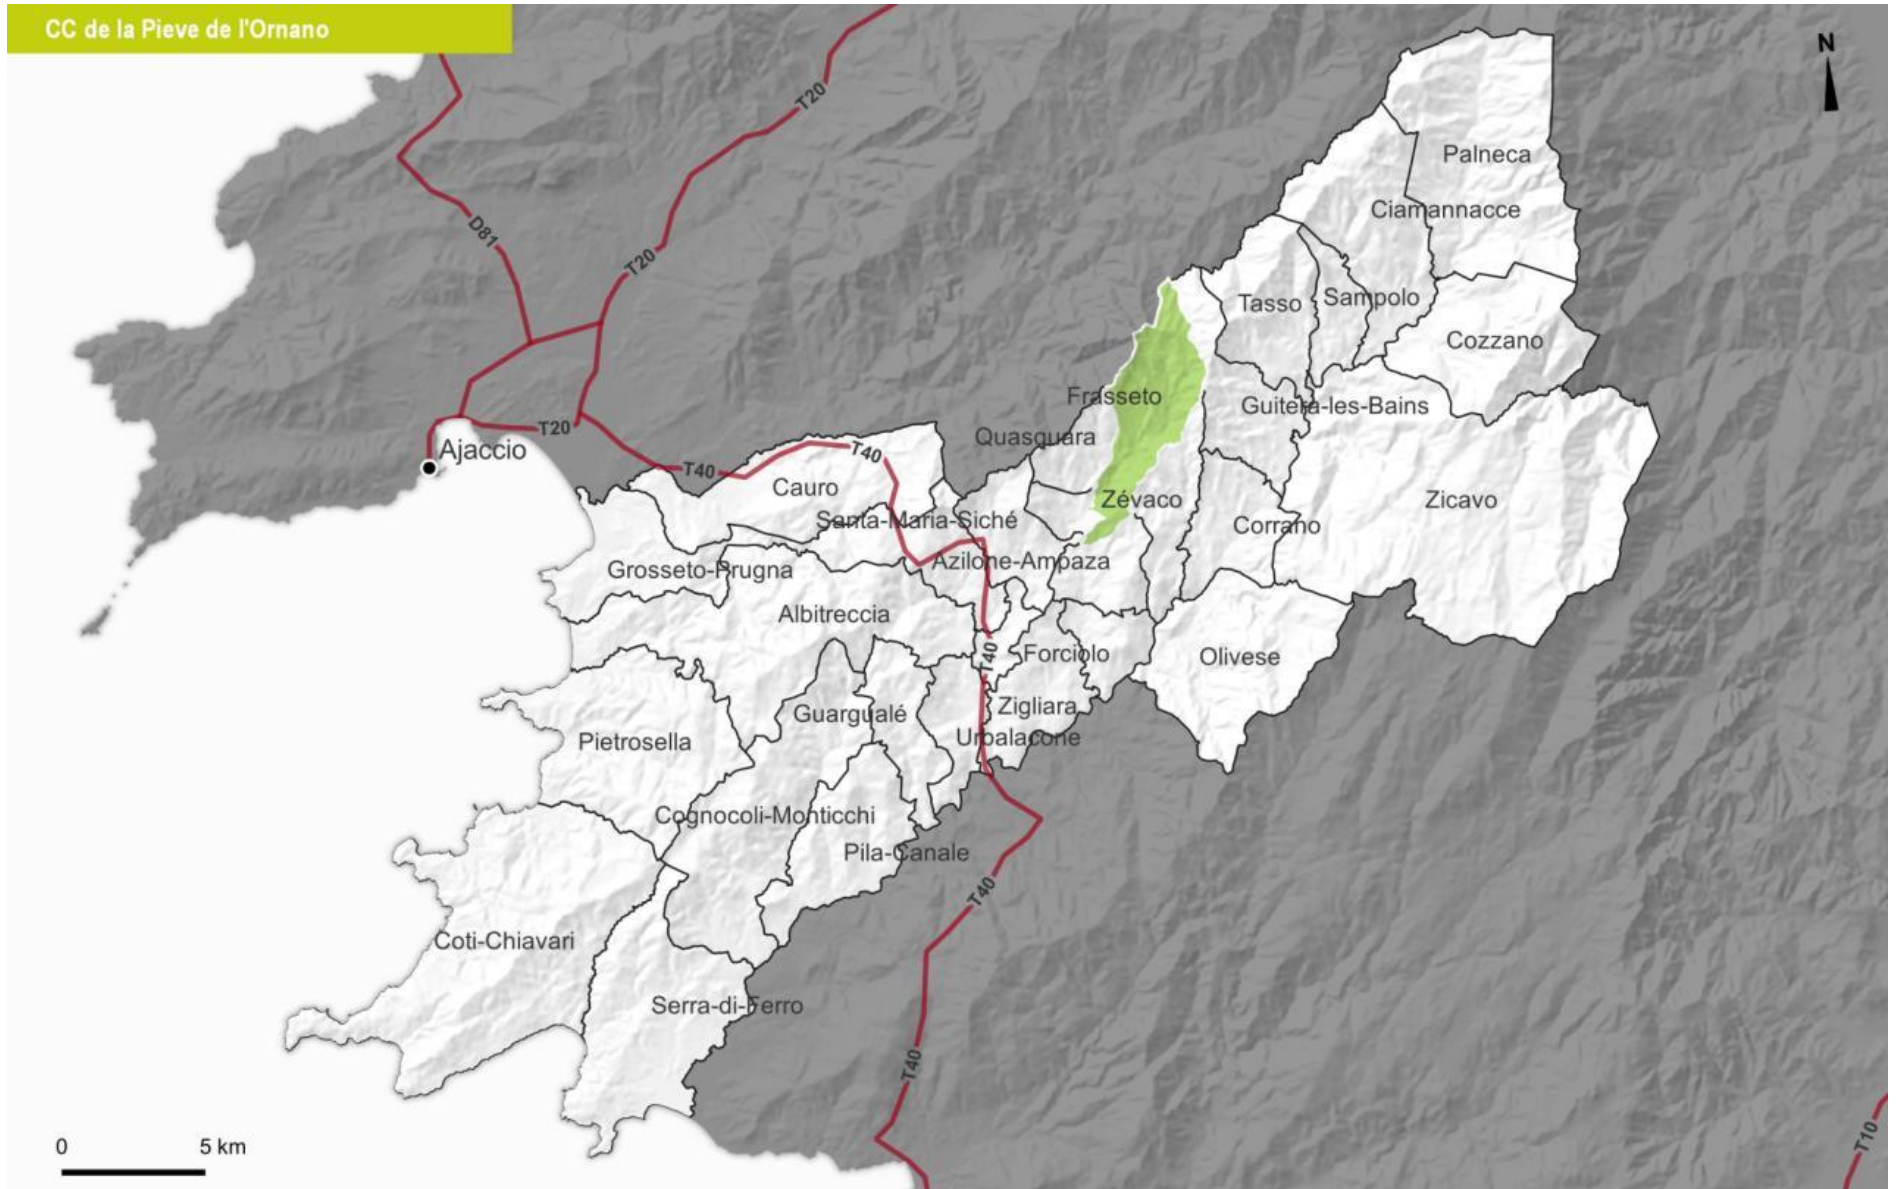 CC de la Pieve de l'Ornano
N
T20
Palneca
Ciamannacce
D81
T20
Tasso
Sampolo
Cozzano
Frasseto
Guitera-les-Bains
T20
Quasquara
Ajaccio
T40
T40
Cauro
Zévaco
Zicavo
Santa-Maria-Siché
Corrano
Azilone-Ampaza
Grosseto-Prugna
Albitreccia
T40
Forciolo
Olivese
Zigliara
Guargualé
Urbalacone
Pietrosella
Cognocoli-Monticchi
Pila-Canale
T40
Coti-Chiavari
Serra-di-Ferro
T40
T10
0 5 km